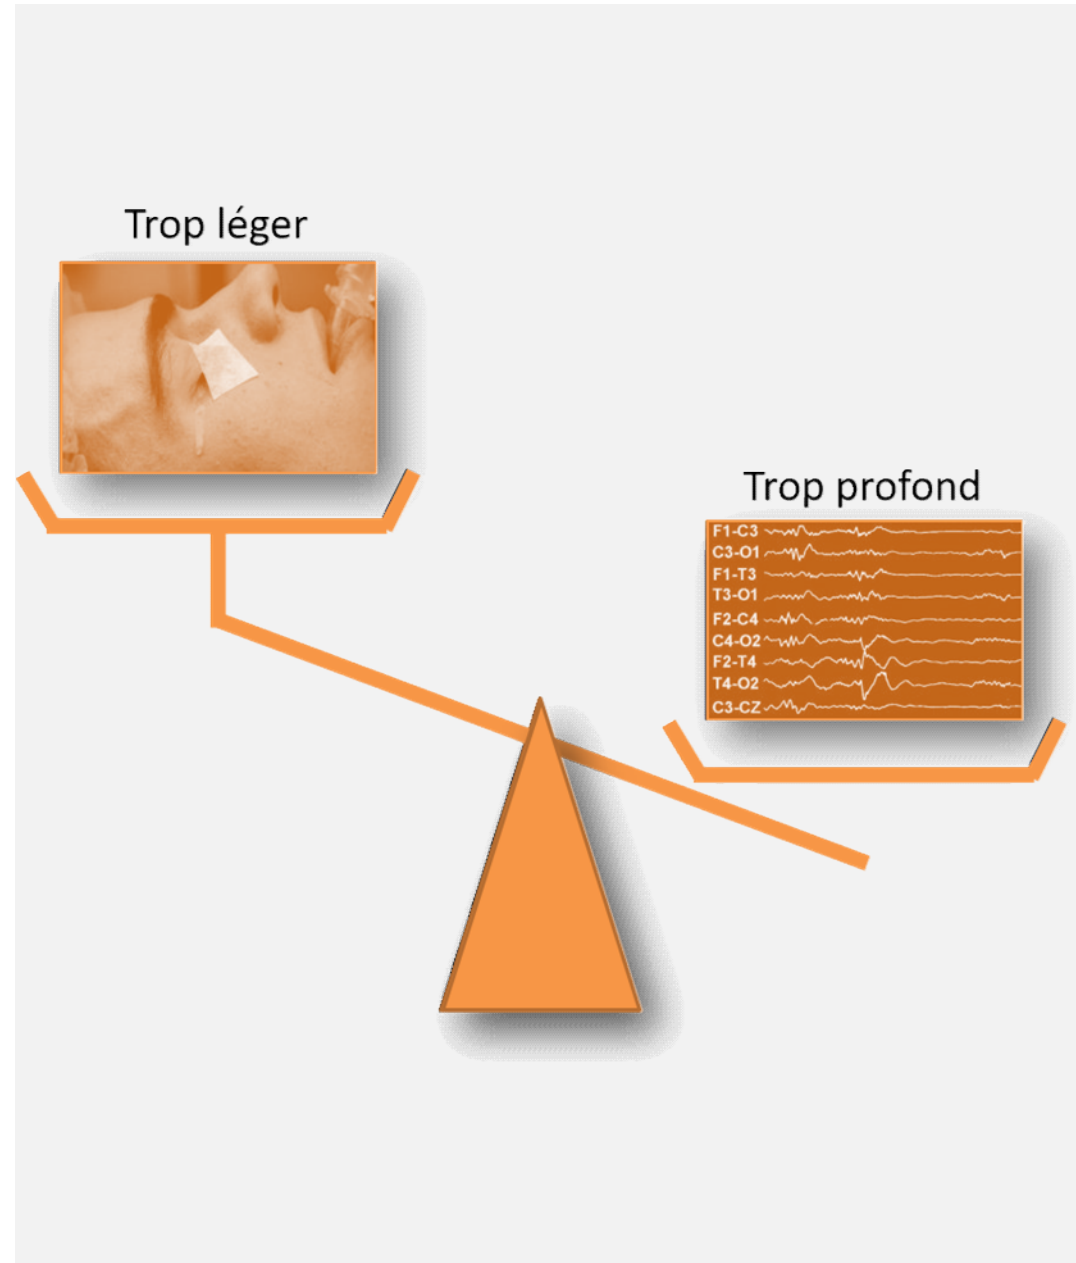 Trop léger
Trop profond
F1-C3
C3-O1
F1-T3
T3-O1
F2-C4
C4-O2
F2-T4
T4-O2
C3-CZ